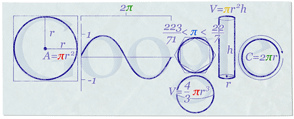 2π
V=πr²h
r
r
A=πr²
1
-1
223/71 < π < 22/7
h
r
C=2πr
V=4/3πr³